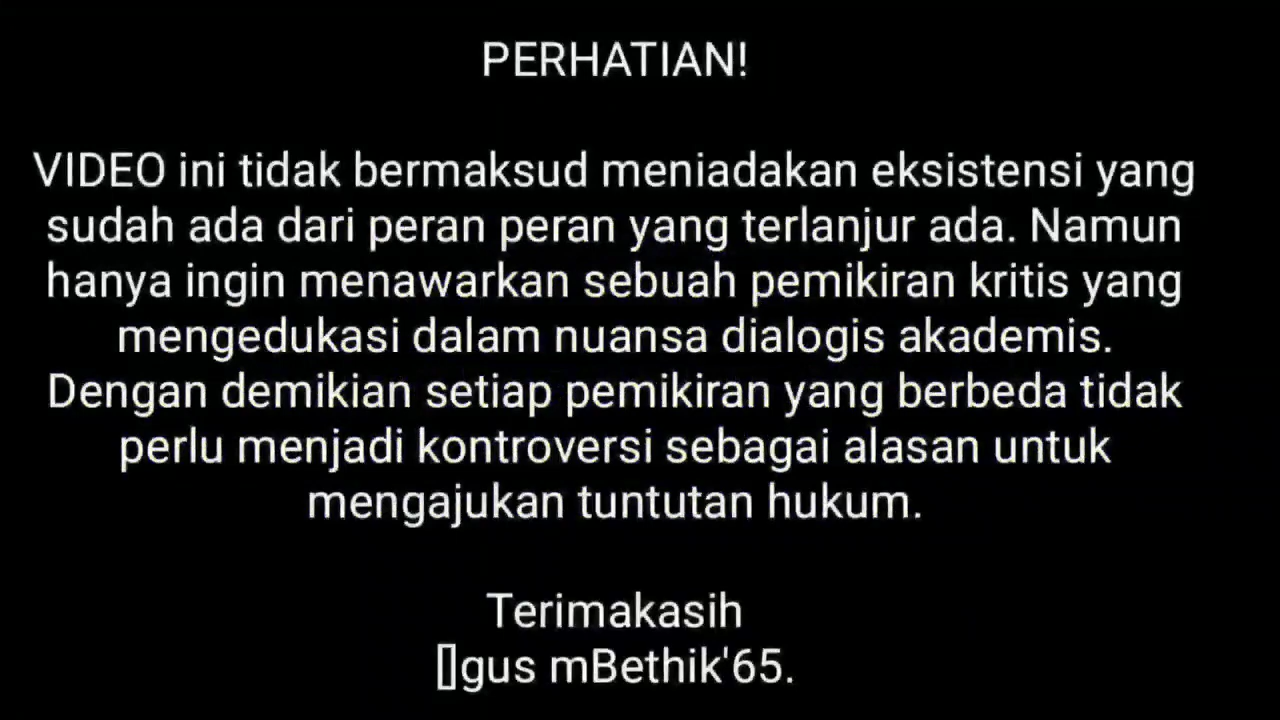 PERHATIAN!
VIDEO ini tidak bermaksud meniadakan eksistensi yang
sudah ada dari peran peran yang terlanjur ada. Namun
hanya ingin menawarkan sebuah pemikiran kritis yang
mengedukasi dalam nuansa dialogis akademis.
Dengan demikian setiap pemikiran yang berbeda tidak
perlu menjadi kontroversi sebagai alasan untuk
mengajukan tuntutan hukum.
Terimakasih
[]gus mBethik'65.